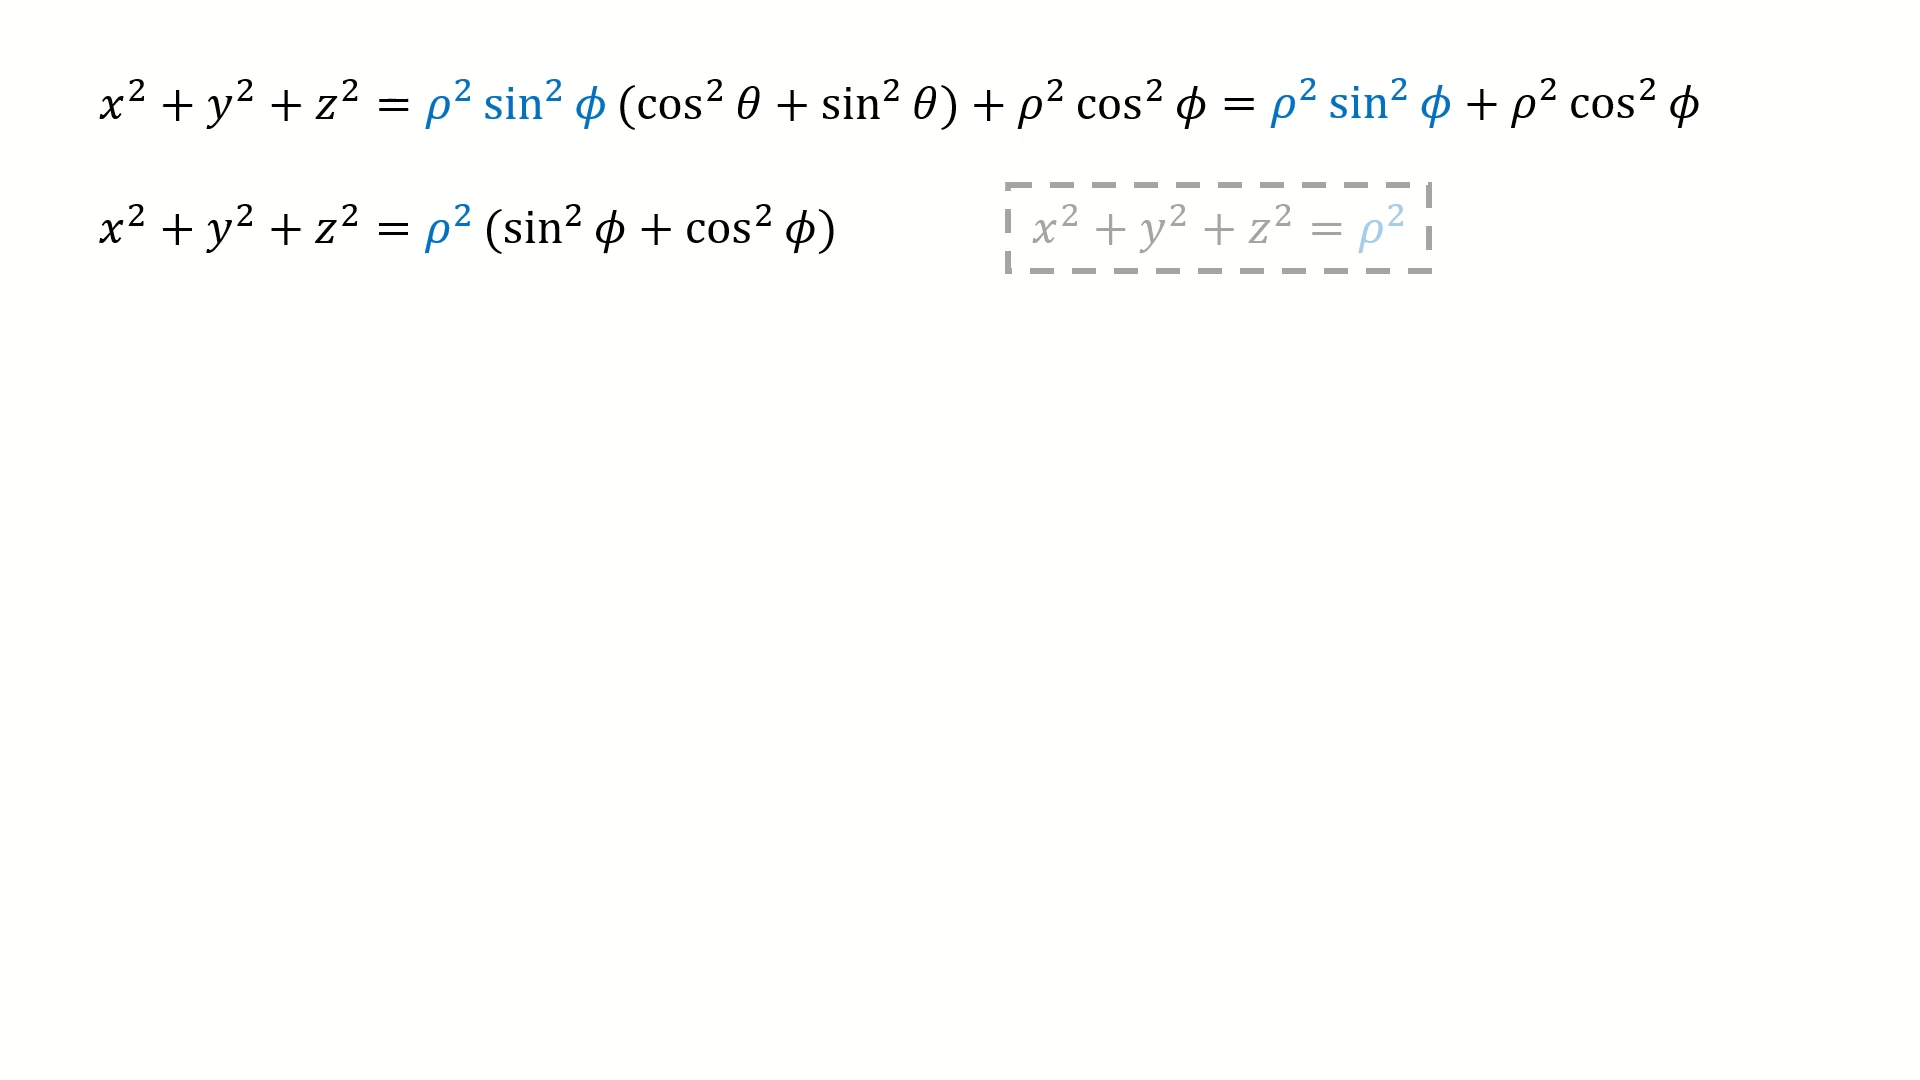 x² + y² + z² = ρ² sin² ϕ (cos² θ + sin² θ) + ρ² cos² ϕ = ρ² sin² ϕ + ρ² cos² ϕ
x² + y² + z² = ρ² (sin² ϕ + cos² ϕ) x² + y² + z² = ρ²